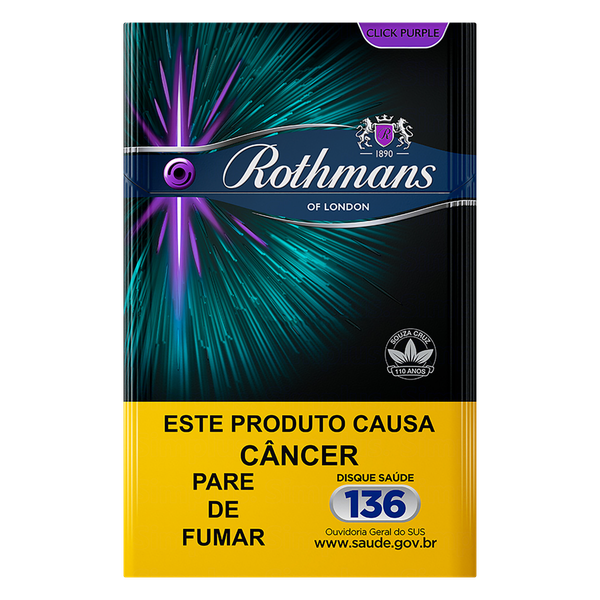 CLICK PURPLE
R
1890
Rothmans
OF LONDON
SOUZA CRUZ
110 ANOS
ESTE PRODUTO CAUSA
CÂNCER
PARE
DE
FUMAR
DISQUE SAÚDE
136
Ouvidoria Geral do SUS
www.saude.gov.br